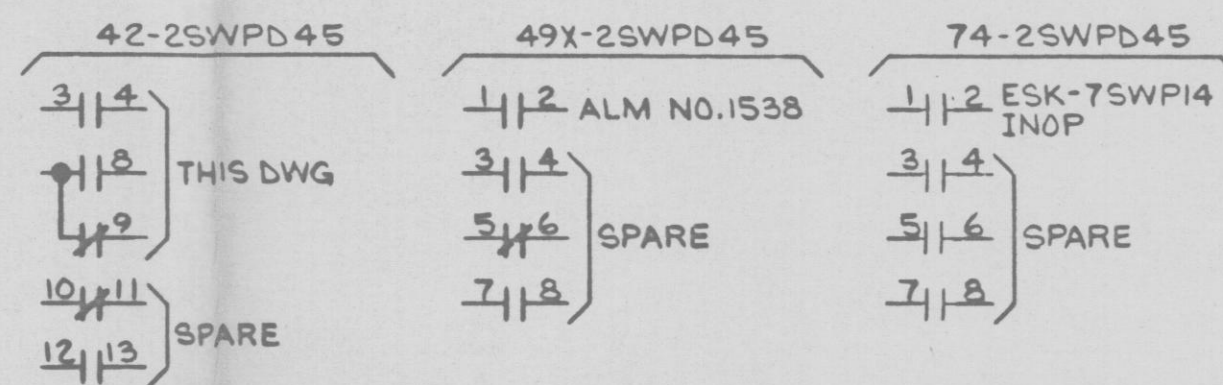 42-2SWPD45
3 4
8
THIS DWG
9
10 11
SPARE
12 13
49X-2SWPD45
1 2 ALM NO.1538
3 4
5 6 SPARE
7 8
74-2SWPD45
1 2 ESK-7SWP14
INOP
3 4
5 6 SPARE
7 8